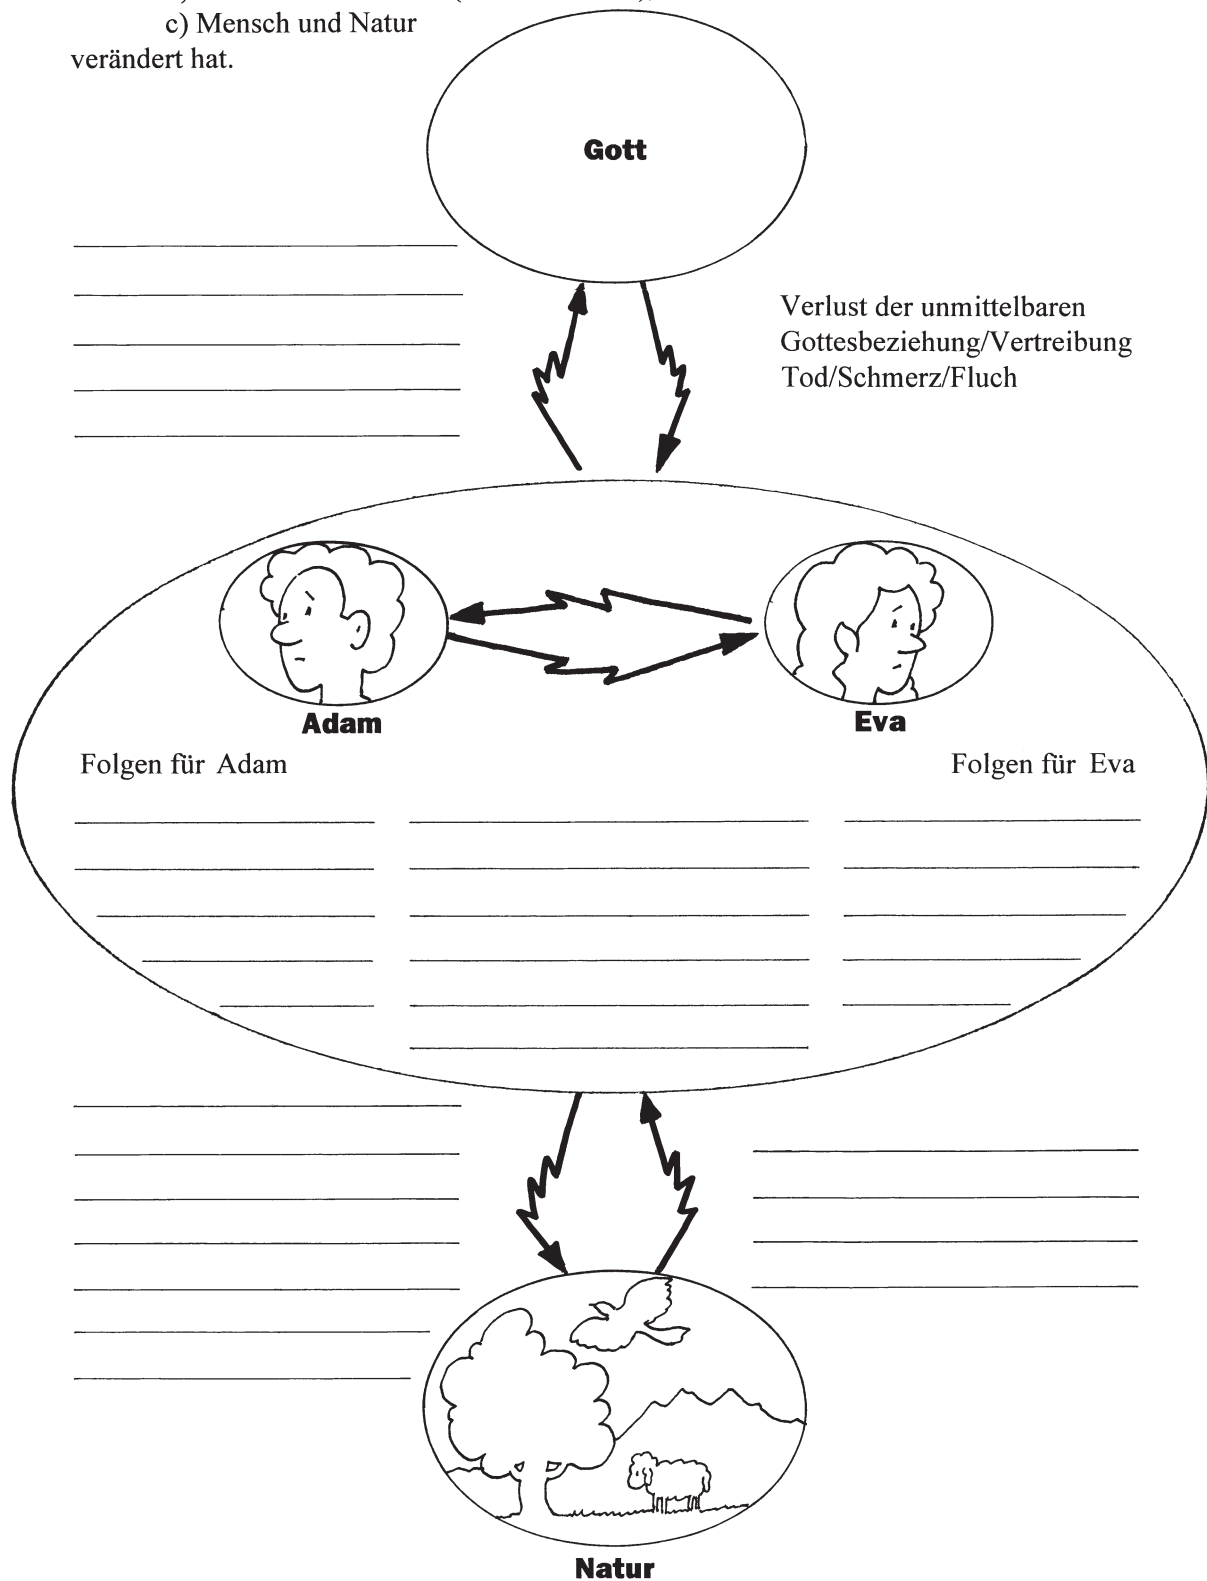 c) Mensch und Natur
verändert hat.
Gott
Verlust der unmittelbaren
Gottesbeziehung/Vertreibung
Tod/Schmerz/Fluch
Adam
Eva
Folgen für Adam
Folgen für Eva
Natur